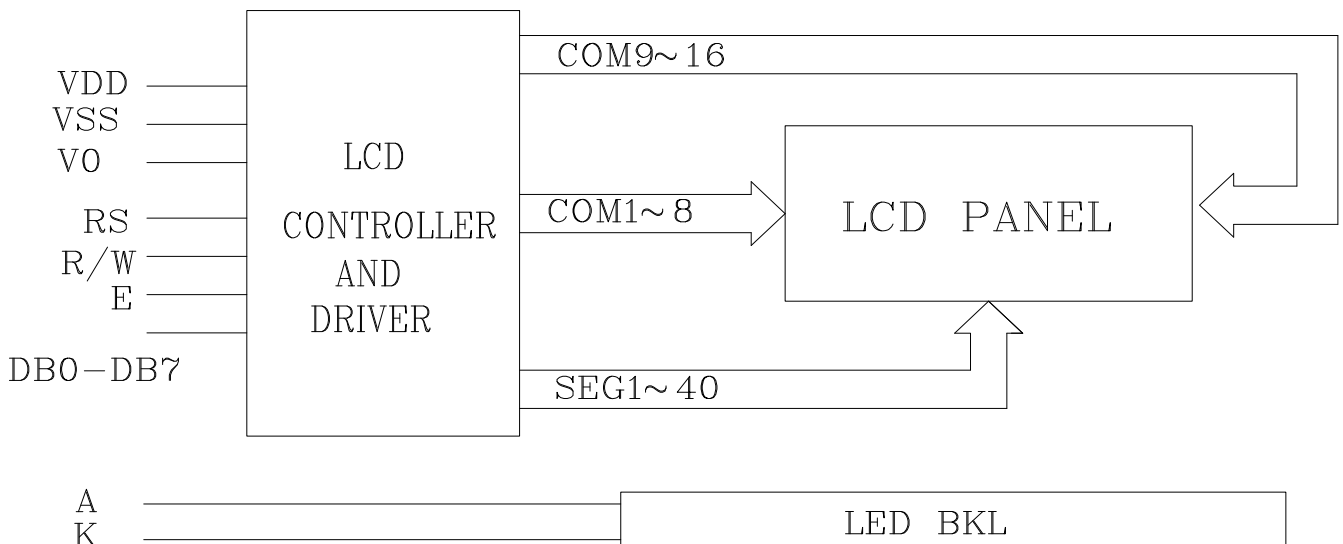 COM9~16
VDD
VSS
V0
LCD
CONTROLLER
AND
DRIVER
COM1~8
LCD PANEL
RS
R/W
E
DB0-DB7
SEG1~40
A
K
LED BKL